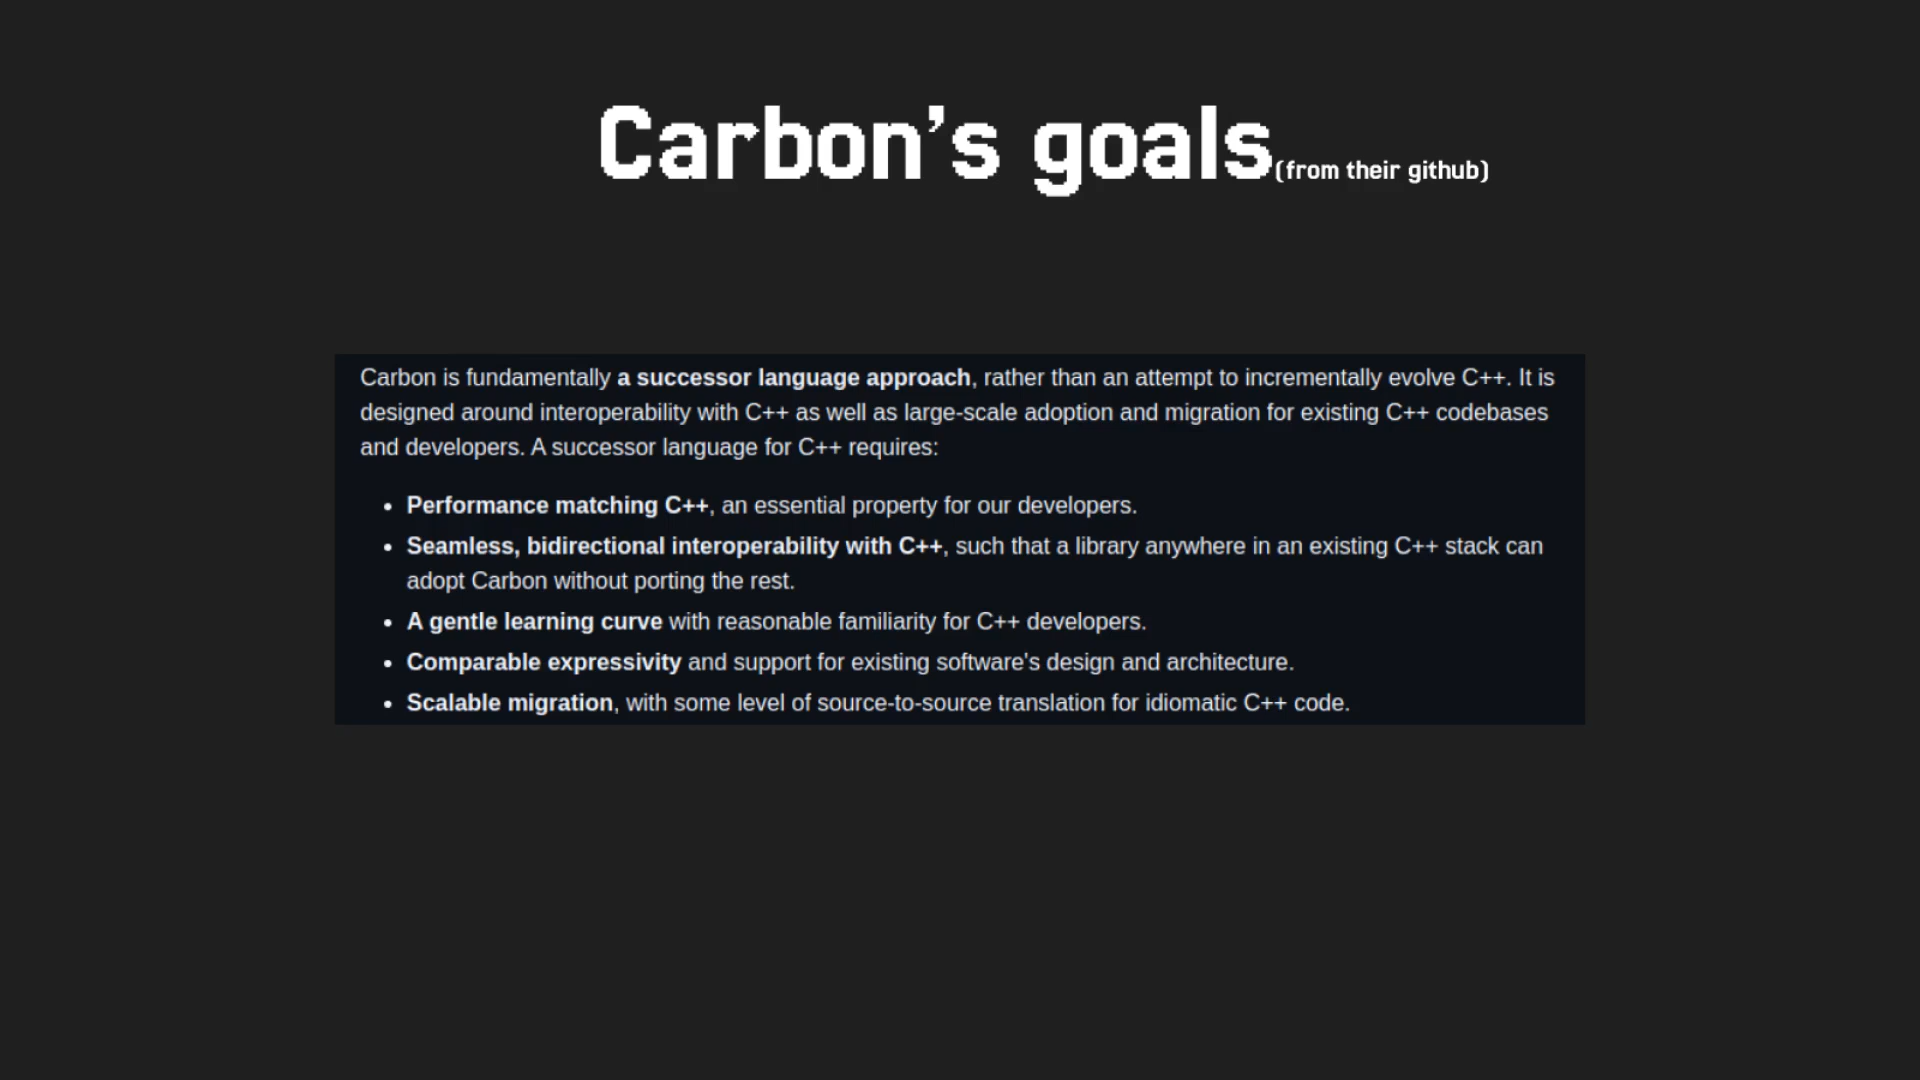 Carbon’s goals(from their github)
Carbon is fundamentally a successor language approach, rather than an attempt to incrementally evolve C++. It is
designed around interoperability with C++ as well as large-scale adoption and migration for existing C++ codebases
and developers. A successor language for C++ requires:
• Performance matching C++, an essential property for our developers.
• Seamless, bidirectional interoperability with C++, such that a library anywhere in an existing C++ stack can
adopt Carbon without porting the rest.
• A gentle learning curve with reasonable familiarity for C++ developers.
• Comparable expressivity and support for existing software's design and architecture.
• Scalable migration, with some level of source-to-source translation for idiomatic C++ code.